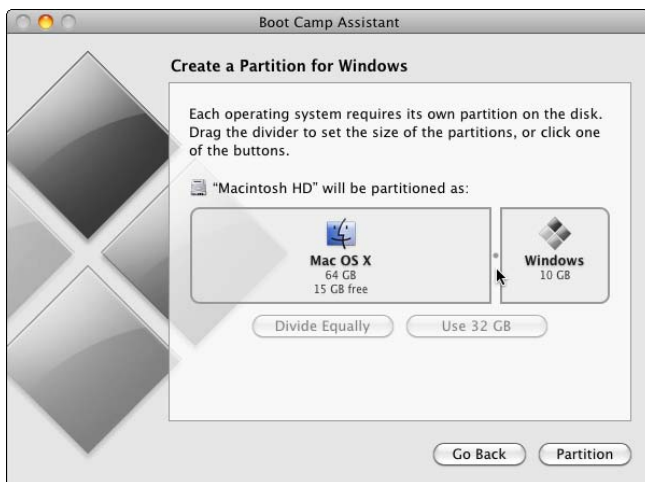 Boot Camp Assistant
Create a Partition for Windows
Each operating system requires its own partition on the disk.
Drag the divider to set the size of the partitions, or click one
of the buttons.
"Macintosh HD" will be partitioned as:
Mac OS X
64 GB
15 GB free
Windows
10 GB
Divide Equally
Use 32 GB
Go Back
Partition